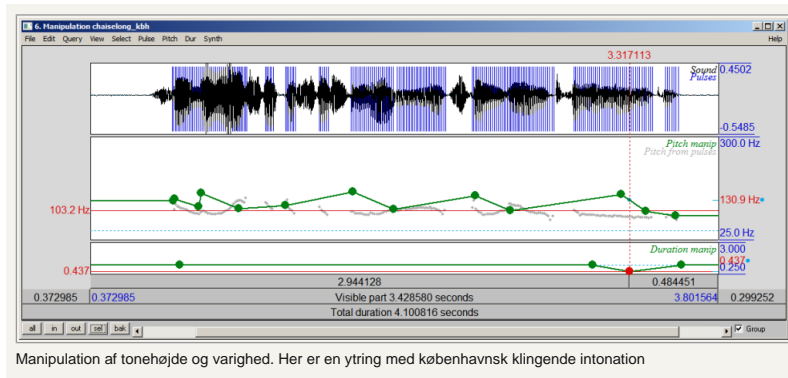 6. Manipulation chaiselong_kbh
File Edit Query View Select Pulse Pitch Dur Synth Help
3.317113
Sound 0.4502
Pulses
-0.5485
Pitch manip 300.0 Hz
Pitch from pulses
103.2 Hz 130.9 Hz
25.0 Hz
Duration manip 3.000
0.437
0.437 0.250
2.944128 0.484451
0.372985 0.372985 Visible part 3.428580 seconds 3.801564 0.299252
Total duration 4.100816 seconds
all in out sel bak Group
Manipulation af tonehøjde og varighed. Her er en ytring med københavnsk klingende intonation